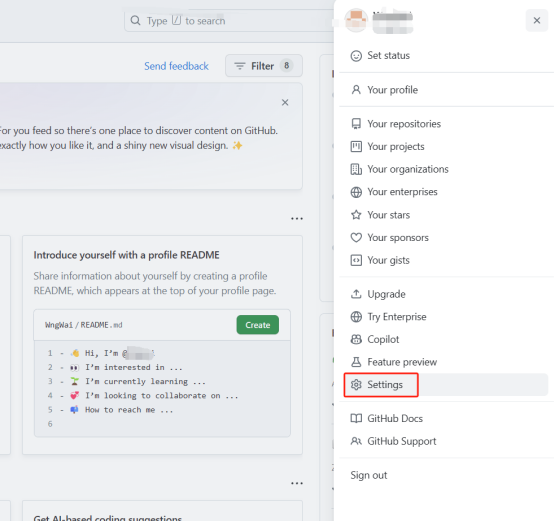 Type / to search
Send feedback
Filter 8
For you feed so there's one place to discover content on GitHub.
exactly how you like it, and a shiny new visual design. ✨
Introduce yourself with a profile README
Share information about yourself by creating a profile
README, which appears at the top of your profile page.
WngWai / README.md
Create
1 - 👋 Hi, I'm @
2 - 👀 I'm interested in ...
3 - 🌱 I'm currently learning ...
4 - 💞️ I'm looking to collaborate on ...
5 - 📫 How to reach me ...
6
Get AI-based coding suggestions
Set status
Your profile
Your repositories
Your projects
Your organizations
Your enterprises
Your stars
Your sponsors
Your gists
Upgrade
Try Enterprise
Copilot
Feature preview
Settings
GitHub Docs
GitHub Support
Sign out